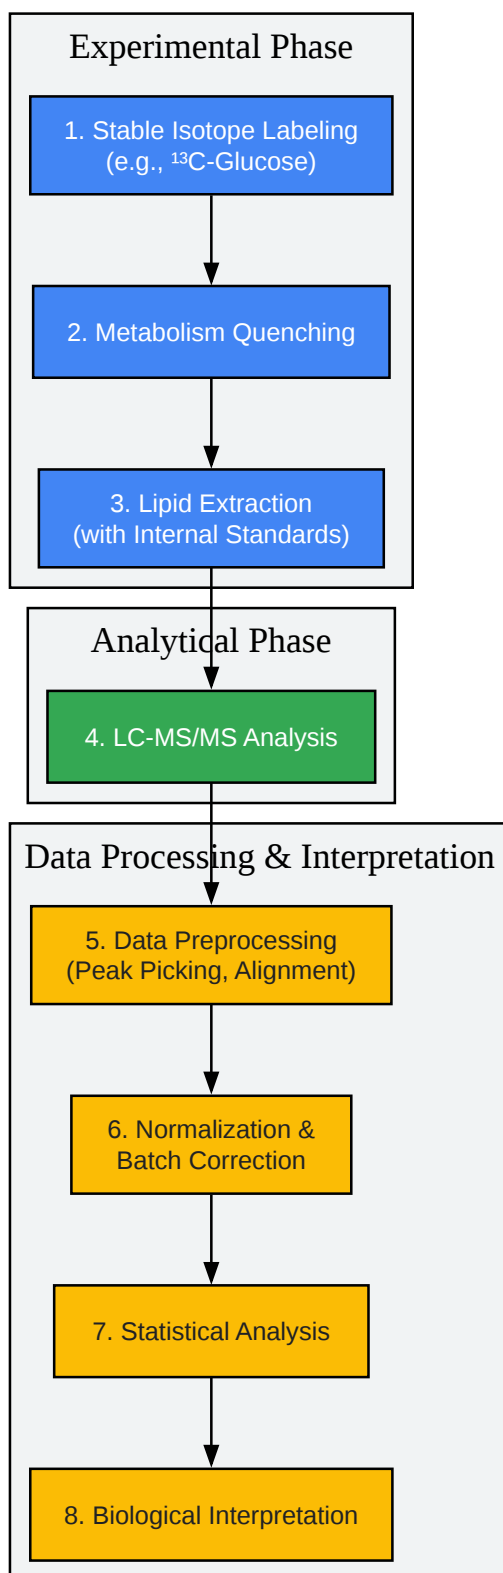 Experimental Phase
1. Stable Isotope Labeling
(e.g., ¹³C-Glucose)
2. Metabolism Quenching
3. Lipid Extraction
(with Internal Standards)
Analytical Phase
4. LC-MS/MS Analysis
Data Processing & Interpretation
5. Data Preprocessing
(Peak Picking, Alignment)
6. Normalization &
Batch Correction
7. Statistical Analysis
8. Biological Interpretation